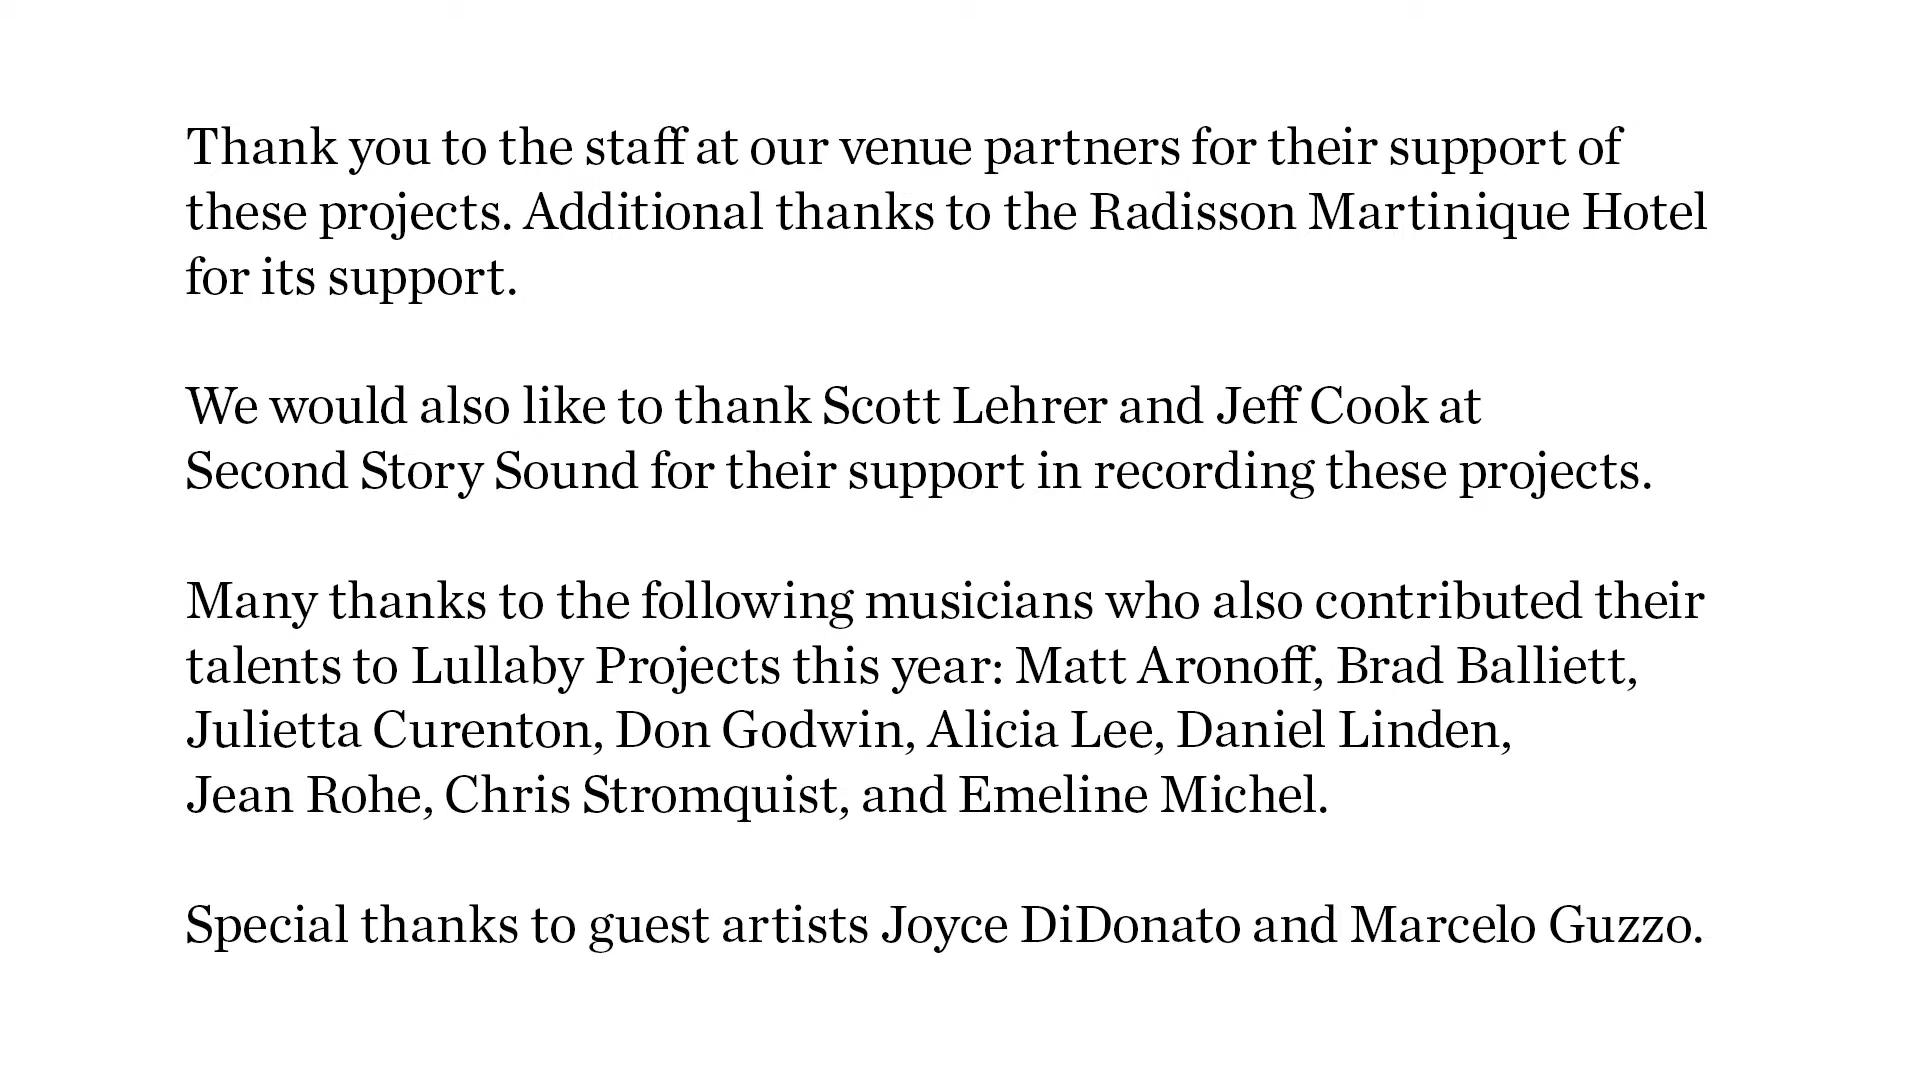 Thank you to the staff at our venue partners for their support of
these projects. Additional thanks to the Radisson Martinique Hotel
for its support.
We would also like to thank Scott Lehrer and Jeff Cook at
Second Story Sound for their support in recording these projects.
Many thanks to the following musicians who also contributed their
talents to Lullaby Projects this year: Matt Aronoff, Brad Balliett,
Julietta Curenton, Don Godwin, Alicia Lee, Daniel Linden,
Jean Rohe, Chris Stromquist, and Emeline Michel.
Special thanks to guest artists Joyce DiDonato and Marcelo Guzzo.